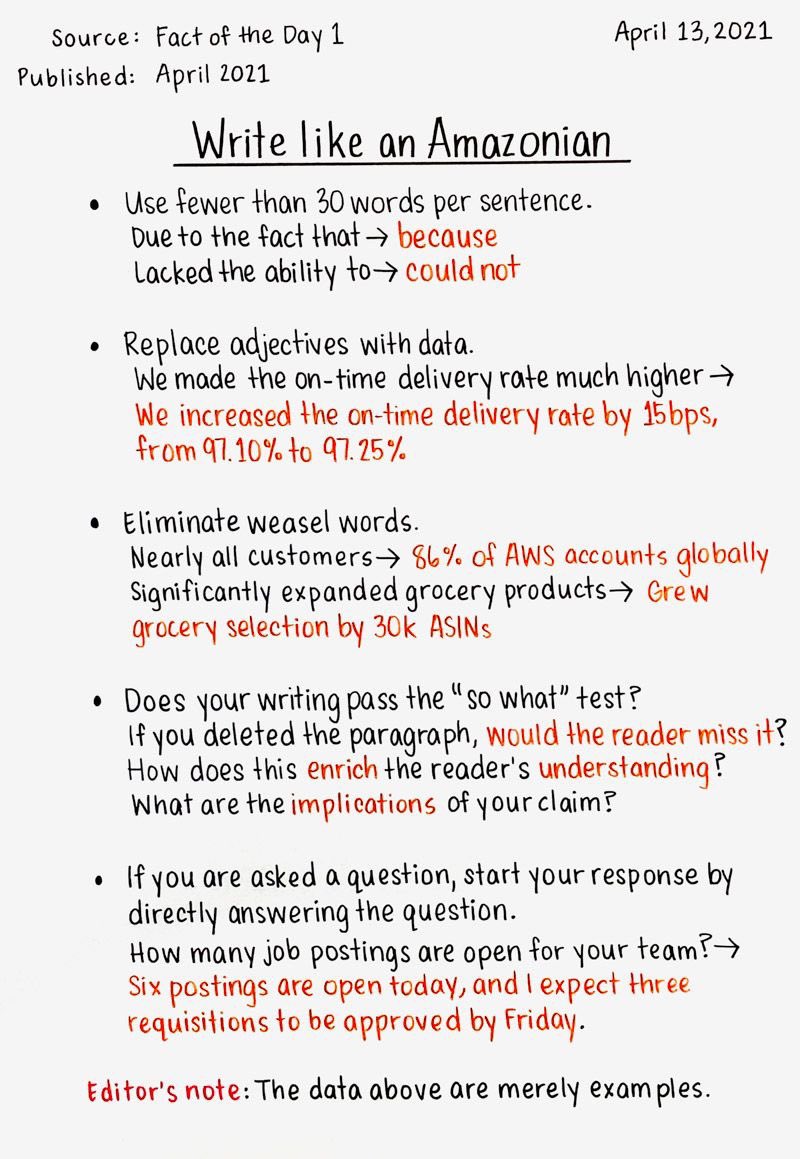 Source: Fact of the Day 1
April 13, 2021
Published: April 2021
Write like an Amazonian
• Use fewer than 30 words per sentence.
Due to the fact that → because
Lacked the ability to → could not
• Replace adjectives with data.
We made the on-time delivery rate much higher →
We increased the on-time delivery rate by 15bps,
from 97.10% to 97.25%
• Eliminate weasel words.
Nearly all customers → 86% of AWS accounts globally
Significantly expanded grocery products → Grew
grocery selection by 30k ASINs
• Does your writing pass the "so what" test?
If you deleted the paragraph, would the reader miss it?
How does this enrich the reader's understanding?
What are the implications of your claim?
• If you are asked a question, start your response by
directly answering the question.
How many job postings are open for your team? →
Six postings are open today, and I expect three
requisitions to be approved by Friday.
Editor's note: The data above are merely examples.